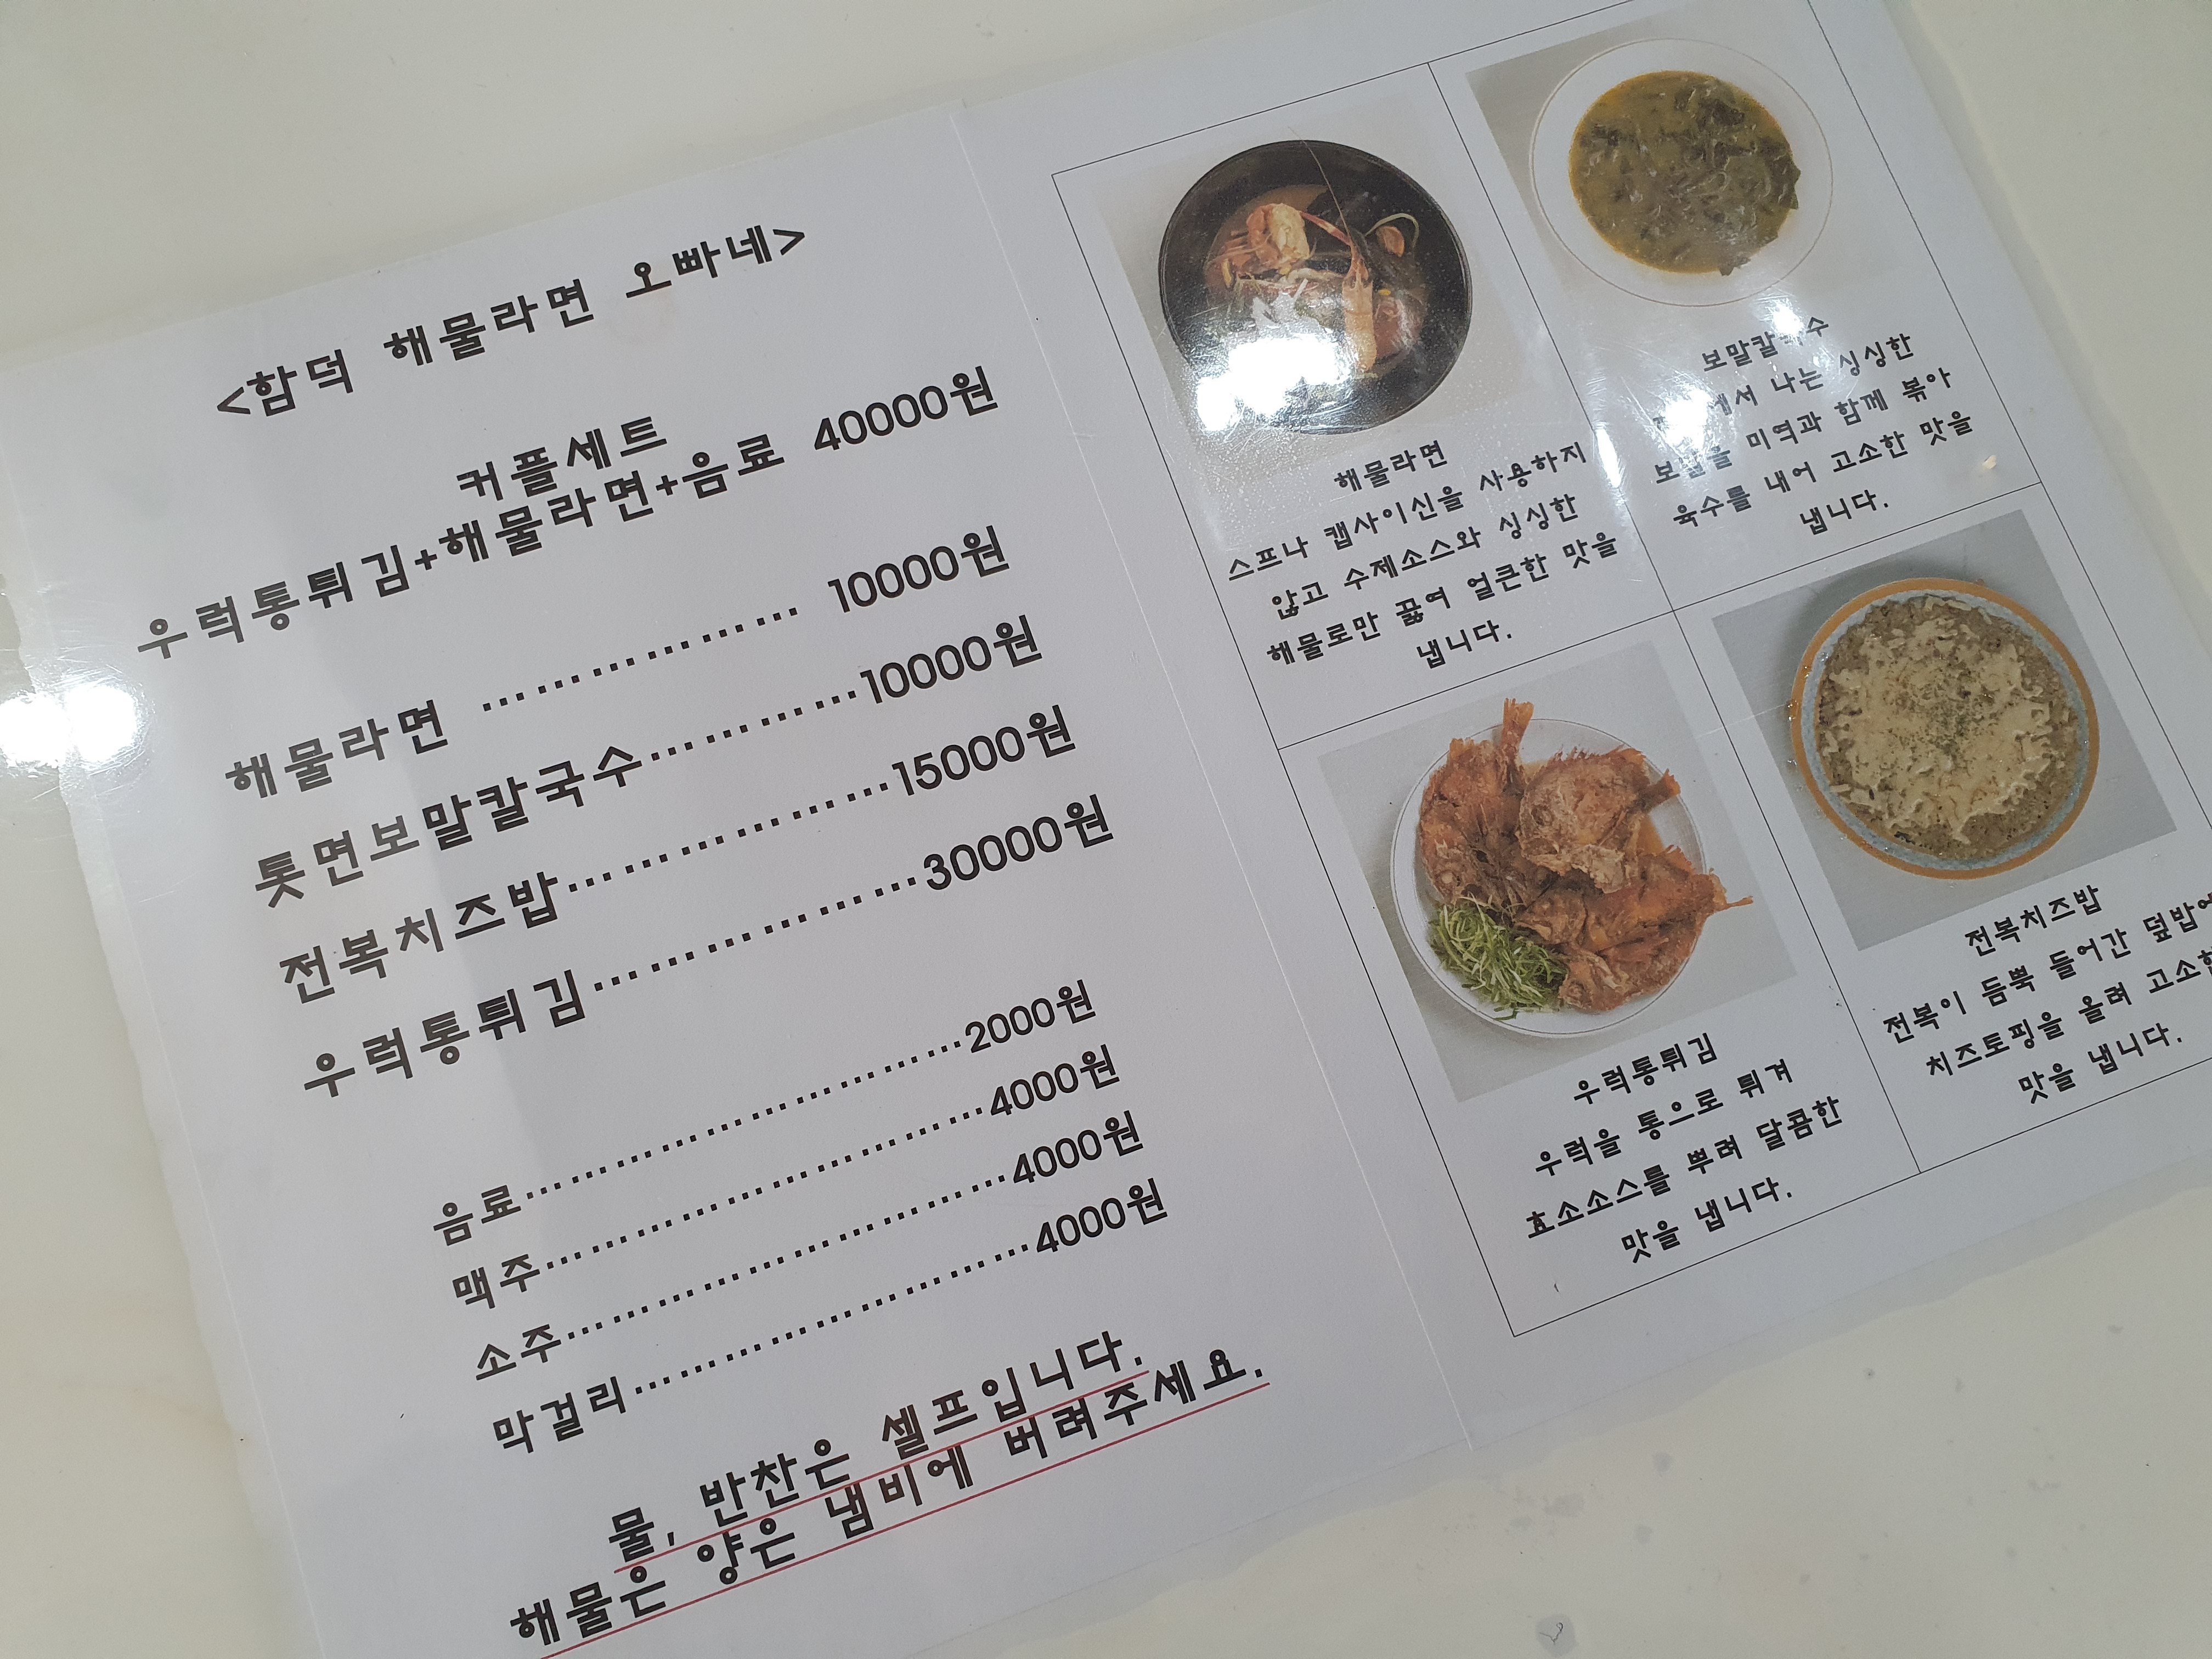 <함덕 해물라면 오빠네>
커플세트
우럭통튀김+해물라면+음료 40000원
해물라면 ........................ 10000원
톳면보말칼국수...............10000원
전복치즈밥.......................15000원
우럭통튀김.......................30000원
음료................................2000원
맥주................................4000원
소주................................4000원
막걸리.............................4000원
물, 반찬은 셀프입니다.
해물은 양은 냄비에 버려주세요.
해물라면
스프나 캡사이신을 사용하지
않고 수제소스와 싱싱한
해물로만 끓여 얼큰한 맛을
냅니다.
보말칼국수
나는 싱싱한
보말을 미역과 함께 볶아
육수를 내어 고소한 맛을
냅니다.
우럭통튀김
우럭을 통으로 튀겨
효소소스를 뿌려 달콤한
맛을 냅니다.
전복치즈밥
전복이 듬뿍 들어간 덮밥에
치즈토핑을 올려 고소한
맛을 냅니다.